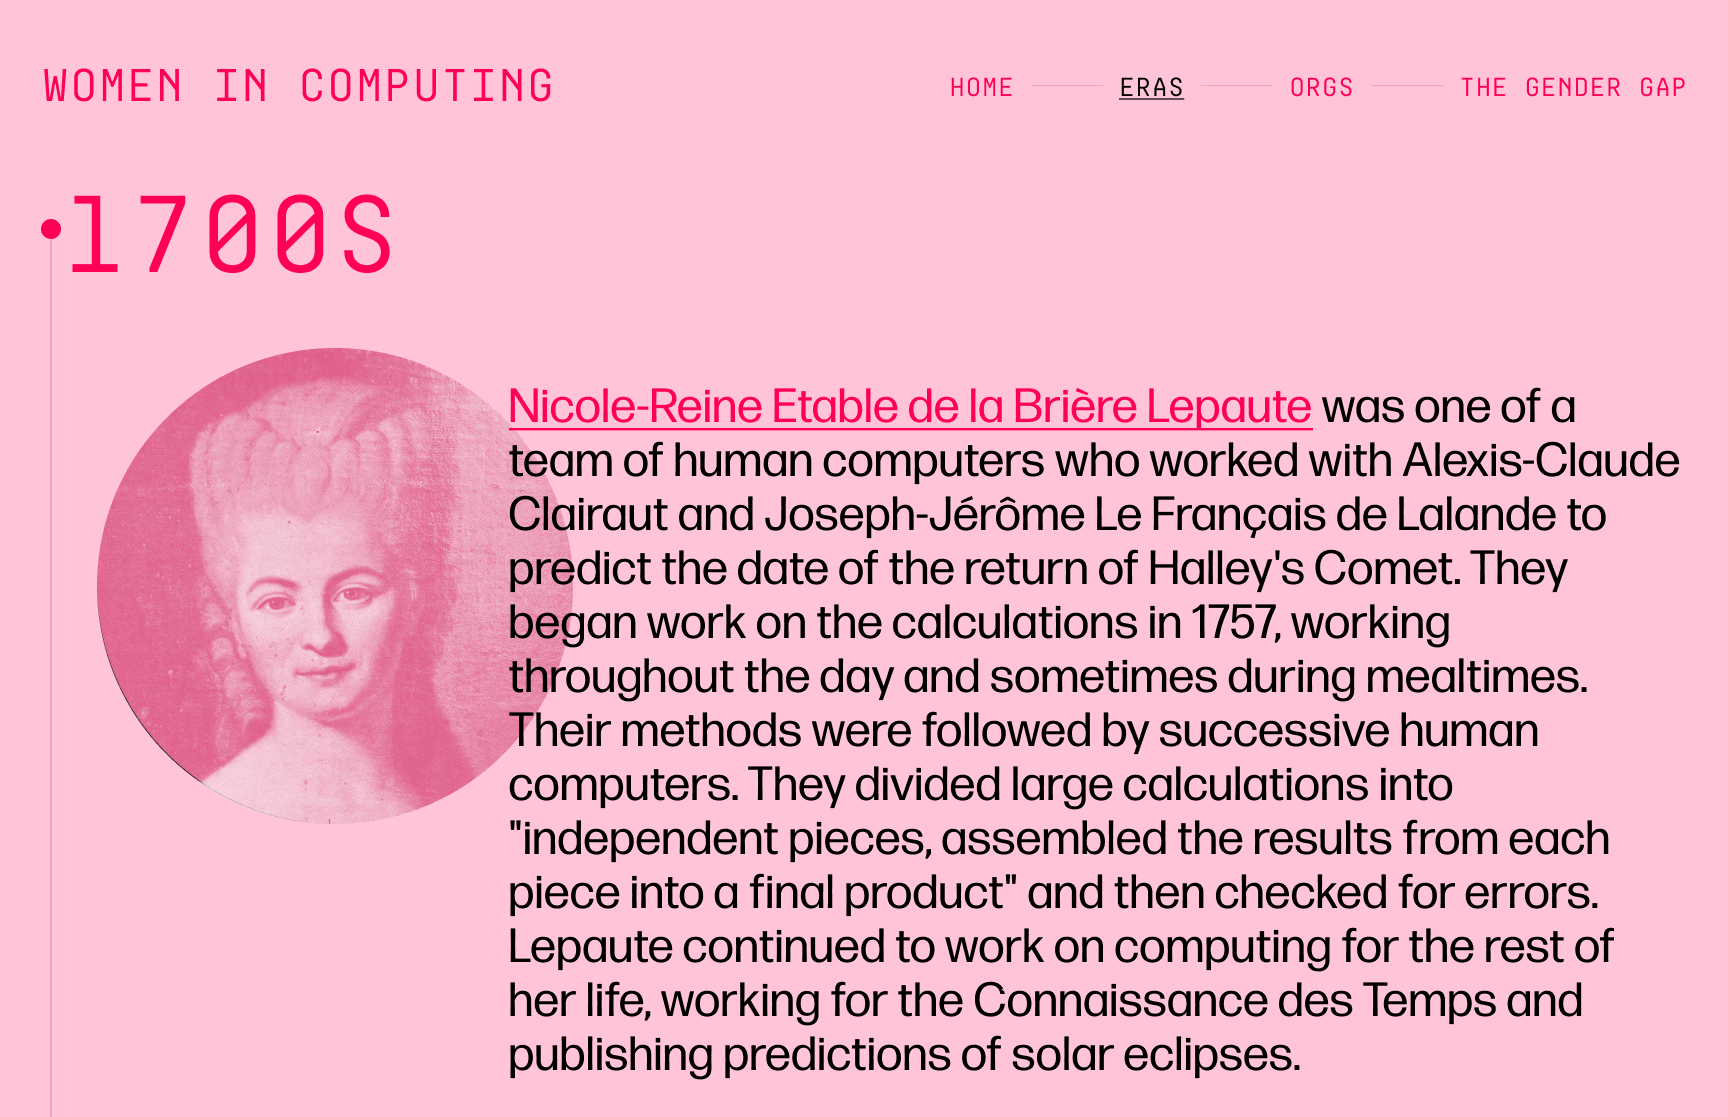 WOMEN IN COMPUTING
HOME ERAS ORGS THE GENDER GAP
1700S
Nicole-Reine Etable de la Brière Lepaute was one of a
team of human computers who worked with Alexis-Claude
Clairaut and Joseph-Jérôme Le Français de Lalande to
predict the date of the return of Halley's Comet. They
began work on the calculations in 1757, working
throughout the day and sometimes during mealtimes.
Their methods were followed by successive human
computers. They divided large calculations into
"independent pieces, assembled the results from each
piece into a final product" and then checked for errors.
Lepaute continued to work on computing for the rest of
her life, working for the Connaissance des Temps and
publishing predictions of solar eclipses.